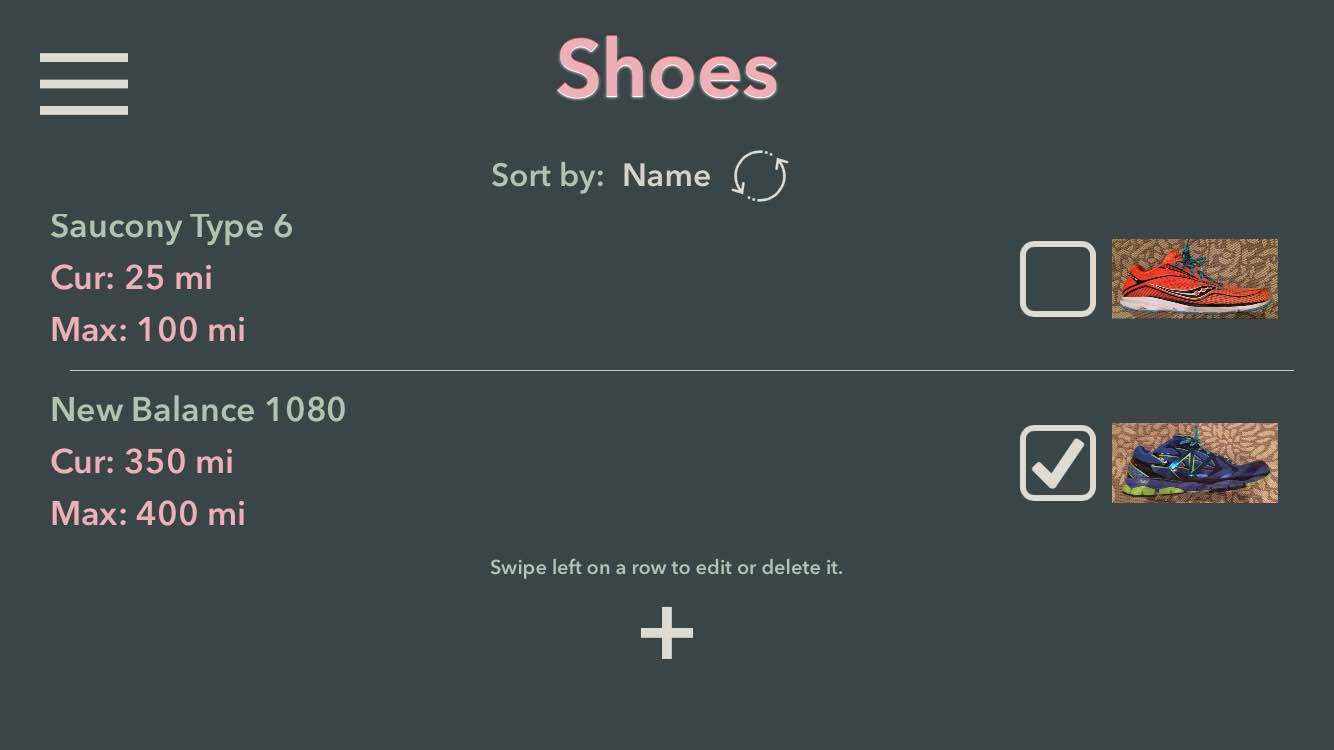 Shoes
Sort by: Name
Saucony Type 6
Cur: 25 mi
Max: 100 mi
New Balance 1080
Cur: 350 mi
Max: 400 mi
Swipe left on a row to edit or delete it.